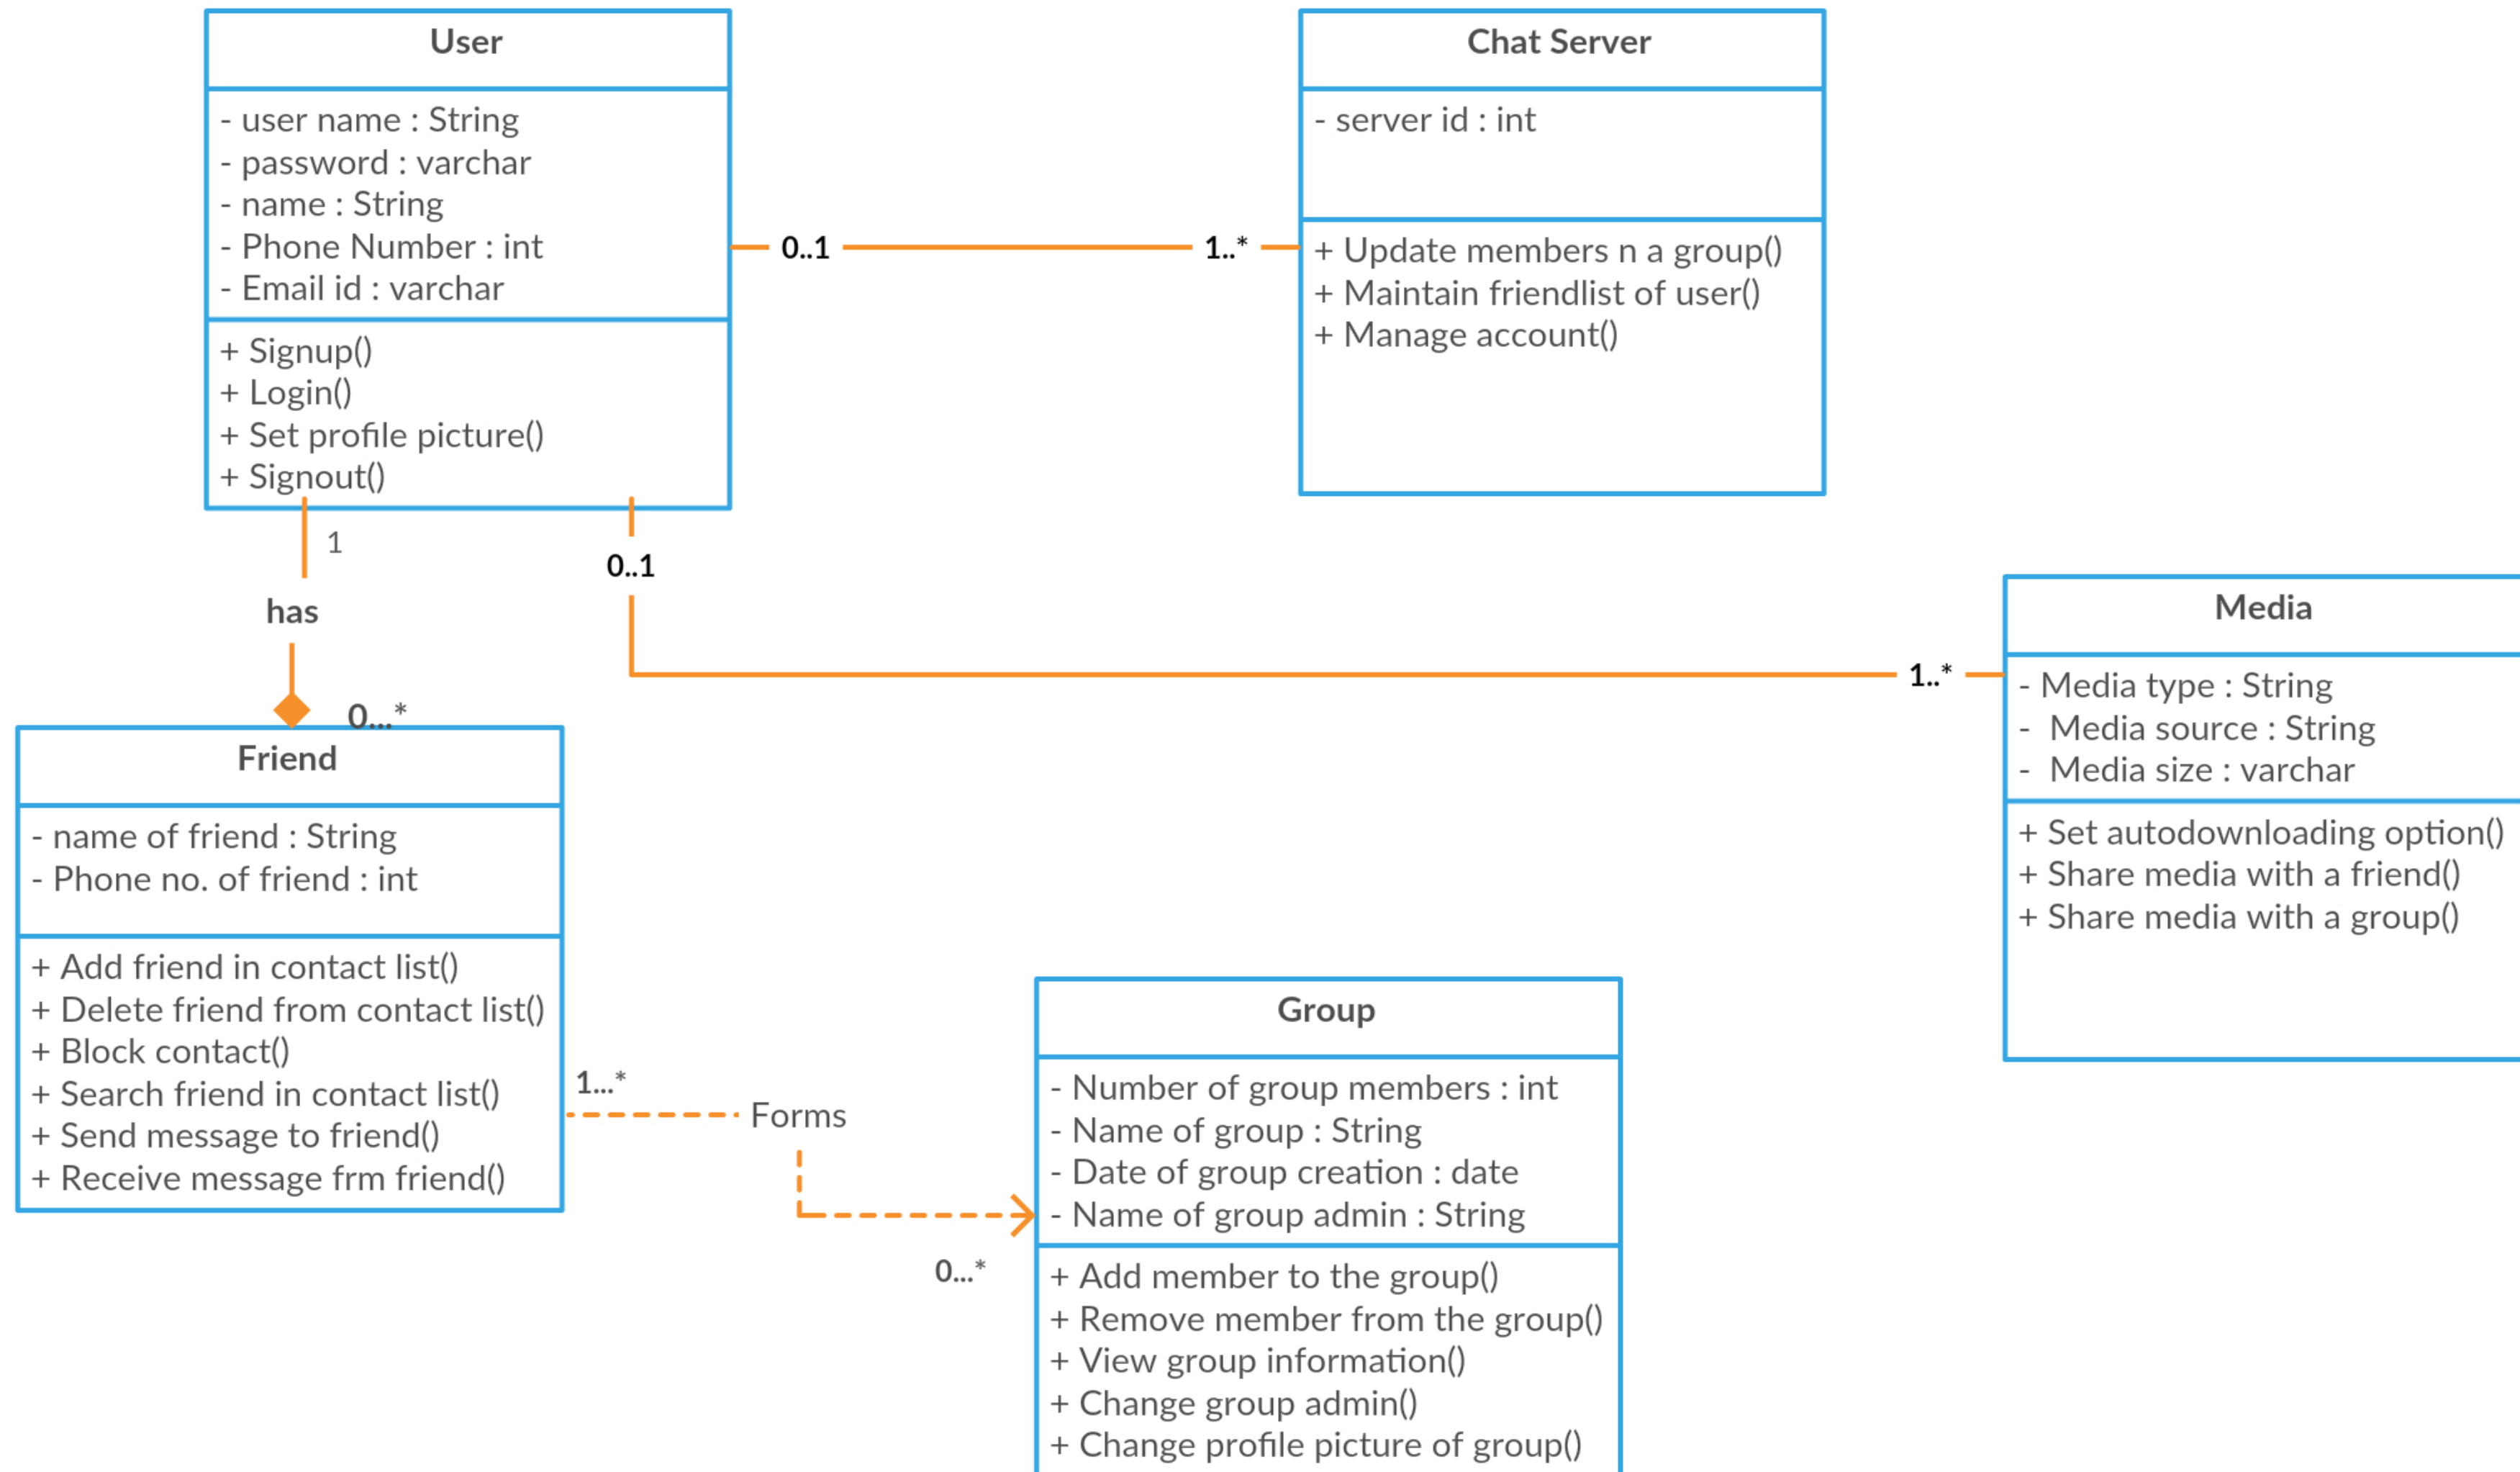 User
- user name : String
- password : varchar
- name : String
- Phone Number : int
- Email id : varchar
+ Signup()
+ Login()
+ Set profile picture()
+ Signout()
0..1
1..*
Chat Server
- server id : int
+ Update members n a group()
+ Maintain friendlist of user()
+ Manage account()
1
has
0...*
0..1
1..*
Media
- Media type : String
- Media source : String
- Media size : varchar
+ Set autodownloading option()
+ Share media with a friend()
+ Share media with a group()
Friend
- name of friend : String
- Phone no. of friend : int
+ Add friend in contact list()
+ Delete friend from contact list()
+ Block contact()
+ Search friend in contact list()
+ Send message to friend()
+ Receive message frm friend()
1...*
Forms
0...*
Group
- Number of group members : int
- Name of group : String
- Date of group creation : date
- Name of group admin : String
+ Add member to the group()
+ Remove member from the group()
+ View group information()
+ Change group admin()
+ Change profile picture of group()